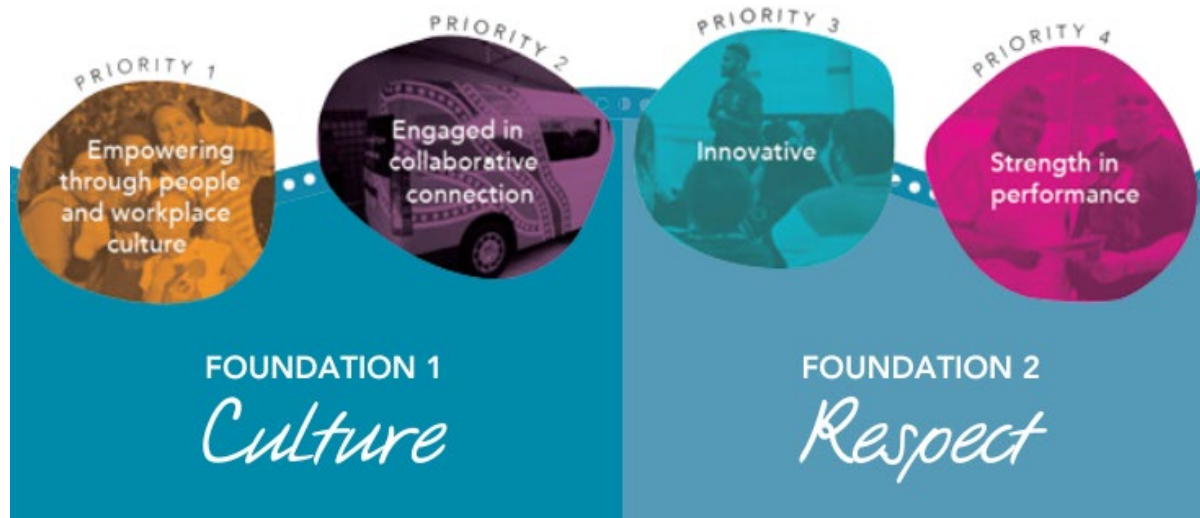 PRIORITY 1
Empowering
through people
and workplace
culture
PRIORITY 2
Engaged in
collaborative
connection
PRIORITY 3
Innovative
PRIORITY 4
Strength in
performance
FOUNDATION 1
Culture
FOUNDATION 2
Respect